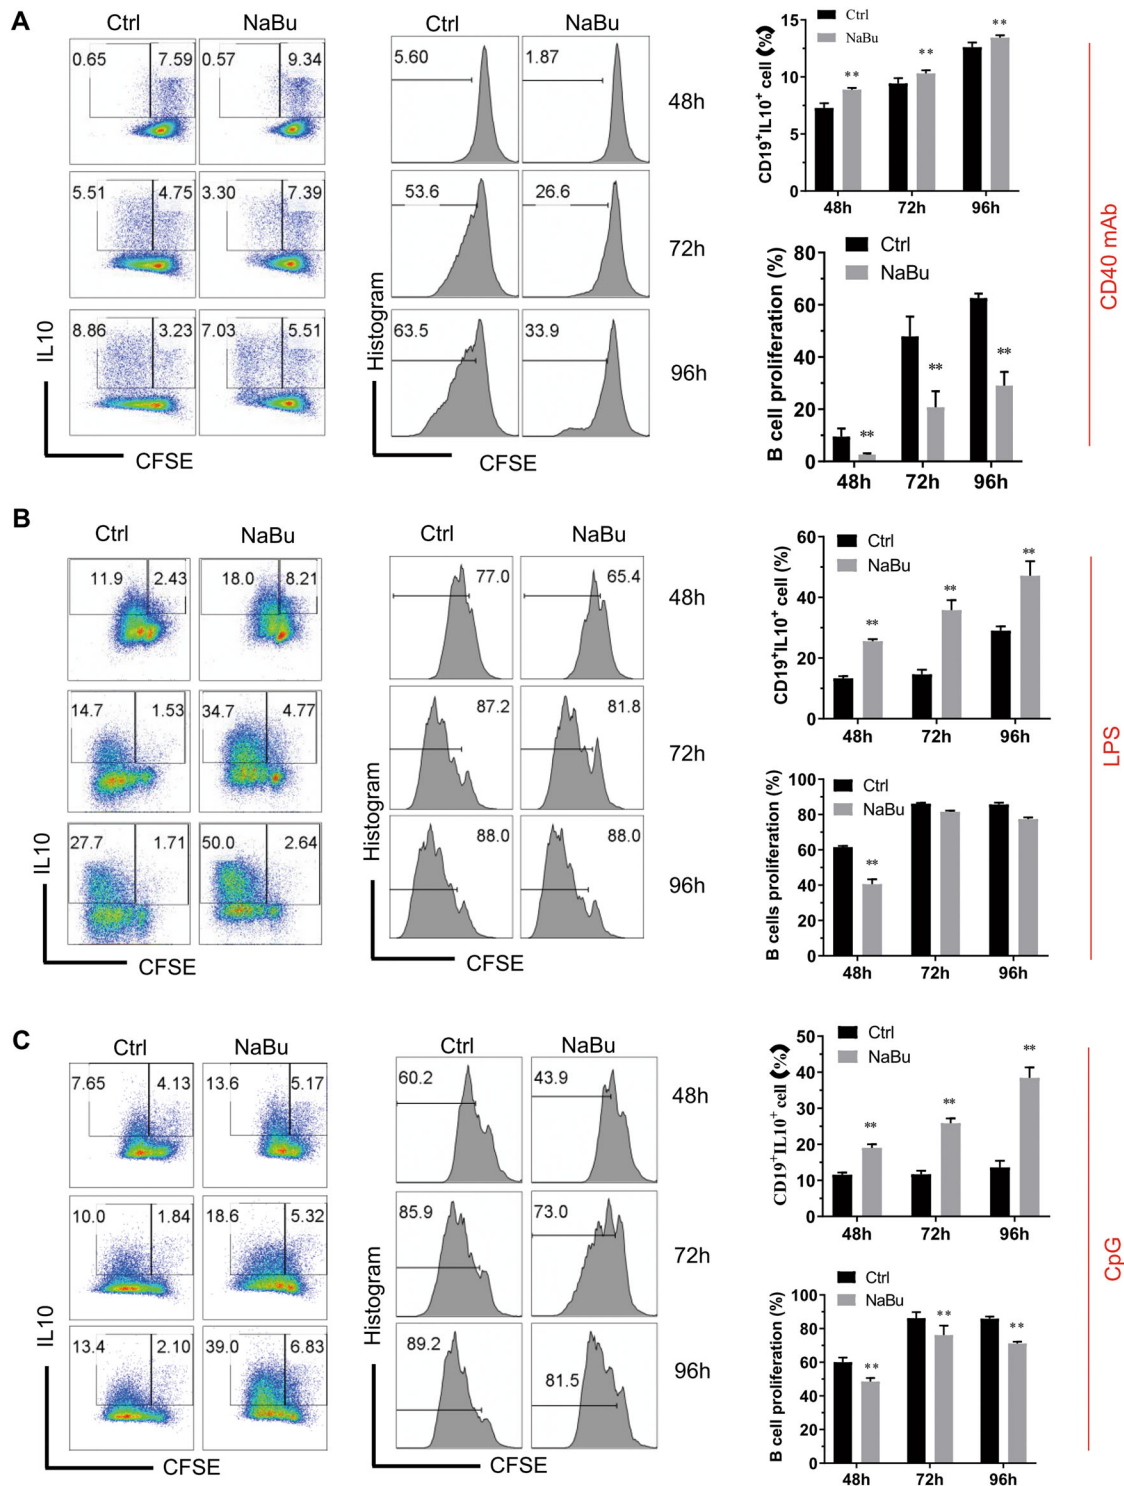 A
Ctrl NaBu
0.65 7.59 0.57 9.34
5.51 4.75 3.30 7.39
8.86 3.23 7.03 5.51
IL10
CFSE
Ctrl NaBu
5.60 1.87 48h
53.6 26.6 72h
63.5 33.9 96h
Histogram
CFSE
15
10
5
0
CD19+IL10+ cell (%)
Ctrl
NaBu
** ** **
48h 72h 96h
80
60
40
20
0
B cell proliferation (%)
Ctrl
NaBu
** ** **
48h 72h 96h
CD40 mAb
B
Ctrl NaBu
11.9 2.43 18.0 8.21
14.7 1.53 34.7 4.77
27.7 1.71 50.0 2.64
IL10
CFSE
Ctrl NaBu
77.0 65.4 48h
87.2 81.8 72h
88.0 88.0 96h
Histogram
CFSE
60
40
20
0
CD19+IL10+ cell (%)
Ctrl
NaBu
** ** **
48h 72h 96h
100
80
60
40
20
0
B cells proliferation (%)
Ctrl
NaBu
**
48h 72h 96h
LPS
C
Ctrl NaBu
7.65 4.13 13.6 5.17
10.0 1.84 18.6 5.32
13.4 2.10 39.0 6.83
IL10
CFSE
Ctrl NaBu
60.2 43.9 48h
85.9 73.0 72h
89.2 81.5 96h
Histogram
CFSE
50
40
30
20
10
0
CD19+IL10+ cell (%)
Ctrl
NaBu
** ** **
48h 72h 96h
100
80
60
40
20
0
B cell proliferation (%)
Ctrl
NaBu
** ** **
48h 72h 96h
CpG